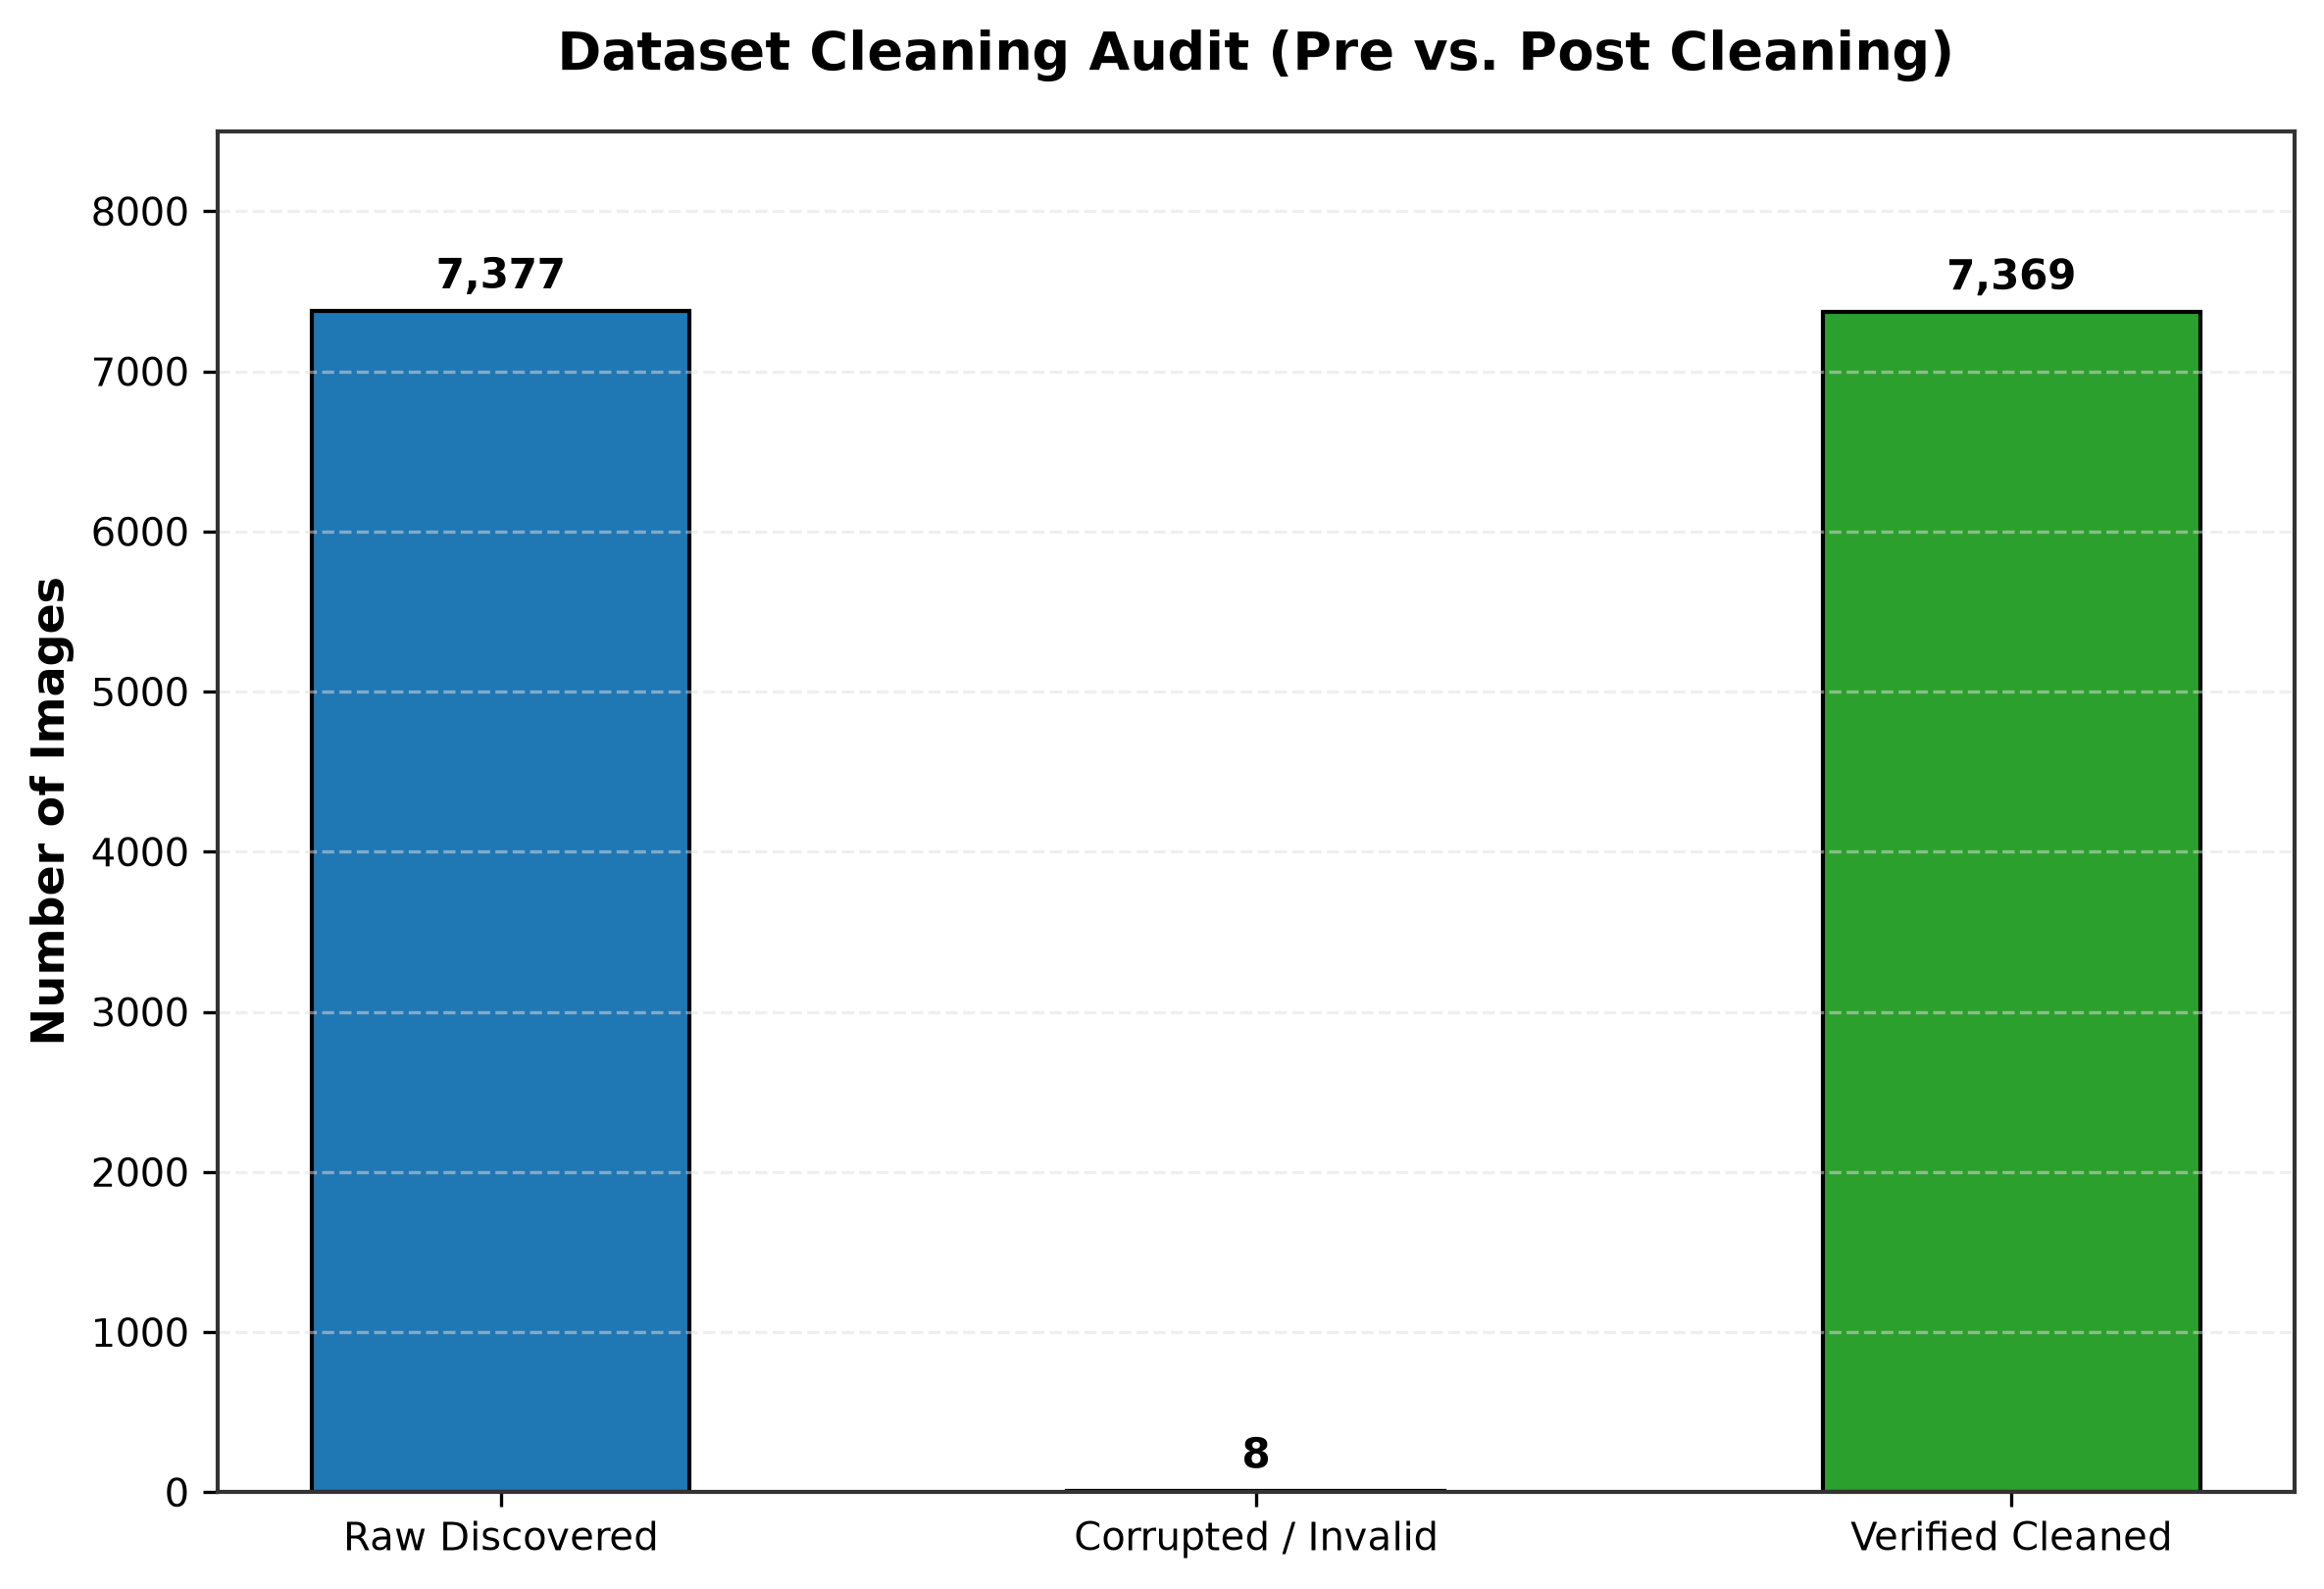 Dataset Cleaning Audit (Pre vs. Post Cleaning)
Number of Images
8000
7000
6000
5000
4000
3000
2000
1000
0
7,377
8
7,369
Raw Discovered
Corrupted / Invalid
Verified Cleaned